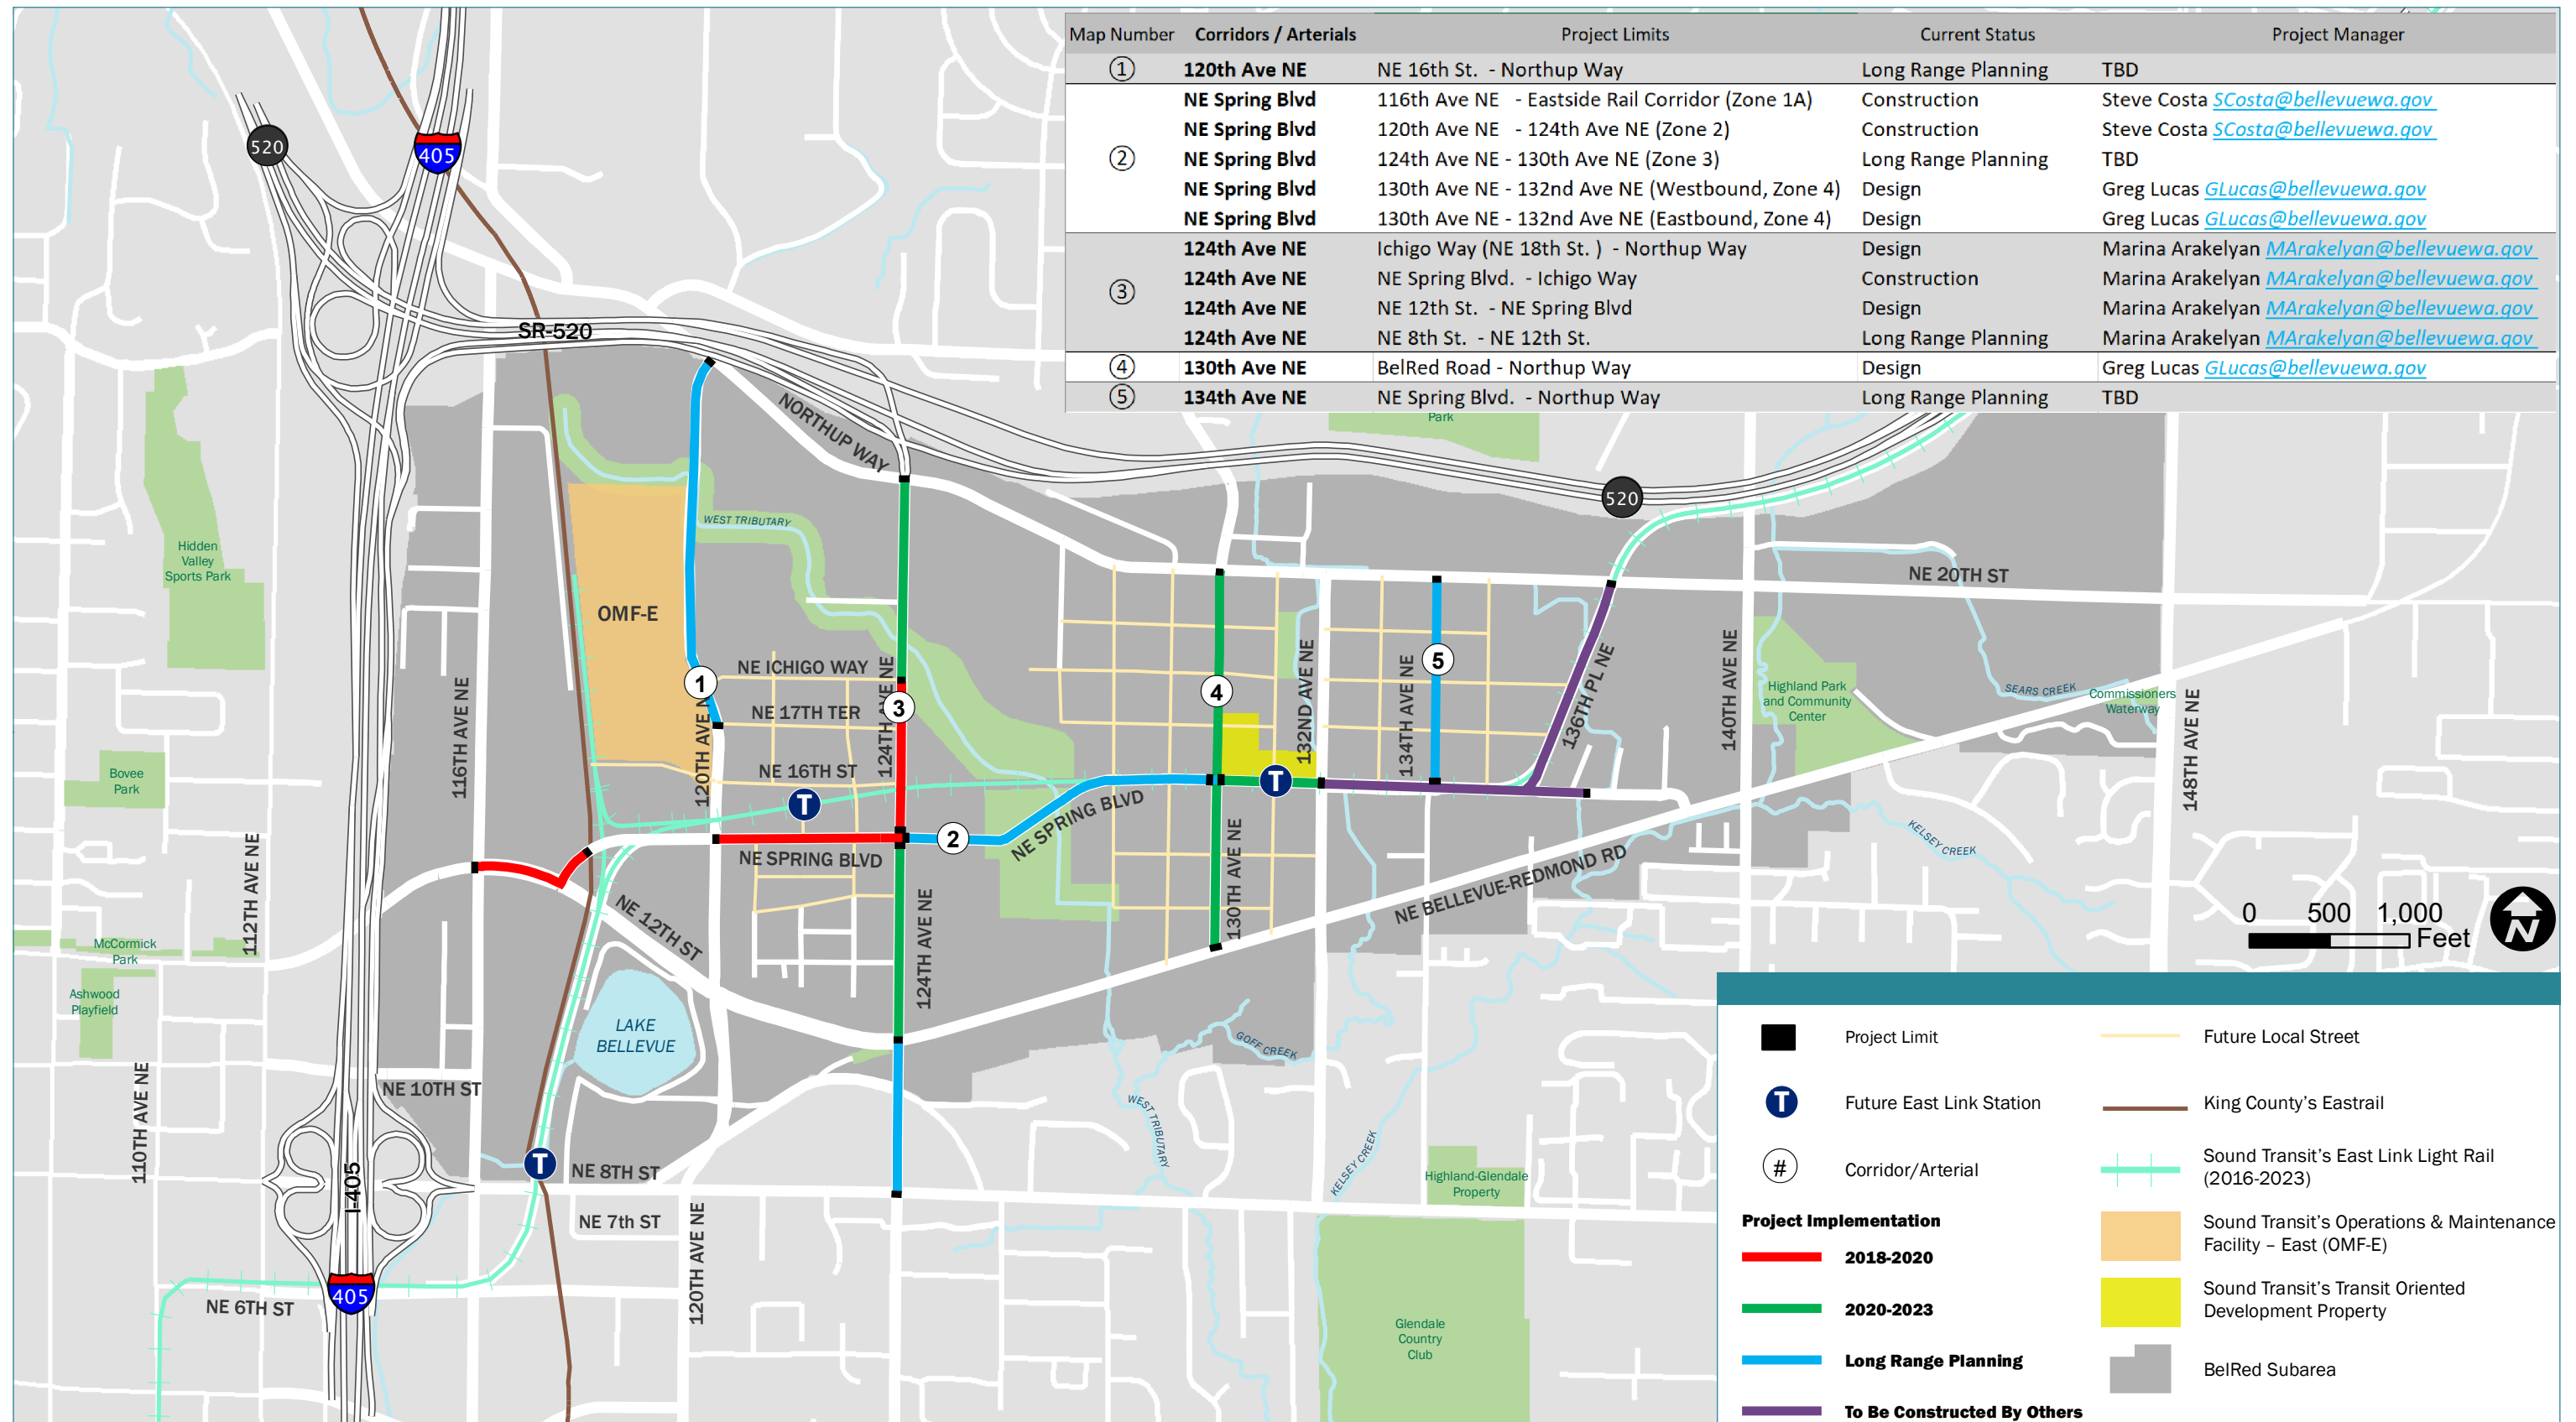 Map Number Corridors / Arterials Project Limits Current Status Project Manager
1 120th Ave NE NE 16th St. - Northup Way Long Range Planning TBD
NE Spring Blvd 116th Ave NE - Eastside Rail Corridor (Zone 1A) Construction Steve Costa SCosta@bellevuewa.gov
NE Spring Blvd 120th Ave NE - 124th Ave NE (Zone 2) Construction Steve Costa SCosta@bellevuewa.gov
2 NE Spring Blvd 124th Ave NE - 130th Ave NE (Zone 3) Long Range Planning TBD
NE Spring Blvd 130th Ave NE - 132nd Ave NE (Westbound, Zone 4) Design Greg Lucas GLucas@bellevuewa.gov
NE Spring Blvd 130th Ave NE - 132nd Ave NE (Eastbound, Zone 4) Design Greg Lucas GLucas@bellevuewa.gov
124th Ave NE Ichigo Way (NE 18th St. ) - Northup Way Design Marina Arakelyan MArakelyan@bellevuewa.gov
124th Ave NE NE Spring Blvd. - Ichigo Way Construction Marina Arakelyan MArakelyan@bellevuewa.gov
3
124th Ave NE NE 12th St. - NE Spring Blvd Design Marina Arakelyan MArakelyan@bellevuewa.gov
124th Ave NE NE 8th St. - NE 12th St. Long Range Planning Marina Arakelyan MArakelyan@bellevuewa.gov
4 130th Ave NE BelRed Road - Northup Way Design Greg Lucas GLucas@bellevuewa.gov
5 134th Ave NE NE Spring Blvd. - Northup Way Long Range Planning TBD
520
405
SR-520
Park
NORTHUP WAY
520
WEST TRIBUTARY
Hidden
Valley
Sports Park
NE 20TH ST
OMF-E
NE ICHIGO WAY
1
3
4
5
NE 17TH TER
116TH AVE NE
120TH AVE NE
124TH AVE NE
132ND AVE NE
134TH AVE NE
136TH PL NE
140TH AVE NE
148TH AVE NE
Highland Park
and Community
Center
SEARS CREEK
Commissioners
Waterway
Bovee
Park
NE 16TH ST
T
T
2
NE SPRING BLVD
NE SPRING BLVD
KELSEY CREEK
112TH AVE NE
NE 12TH ST
124TH AVE NE
130TH AVE NE
NE BELLEVUE-REDMOND RD
McCormick
Park
Ashwood
Playfield
LAKE
BELLEVUE
GOFF CREEK
0 500 1,000
Feet
N
NE 10TH ST
110TH AVE NE
WEST TRIBUTARY
KELSEY CREEK
T
NE 8TH ST
I-405
Highland-Glendale
Property
NE 7th ST
120TH AVE NE
405
NE 6TH ST
Glendale
Country
Club
Project Limit
T Future East Link Station
# Corridor/Arterial
Project Implementation
2018-2020
2020-2023
Long Range Planning
To Be Constructed By Others
Future Local Street
King County's Eastrail
Sound Transit's East Link Light Rail
(2016-2023)
Sound Transit's Operations & Maintenance
Facility – East (OMF-E)
Sound Transit's Transit Oriented
Development Property
BelRed Subarea